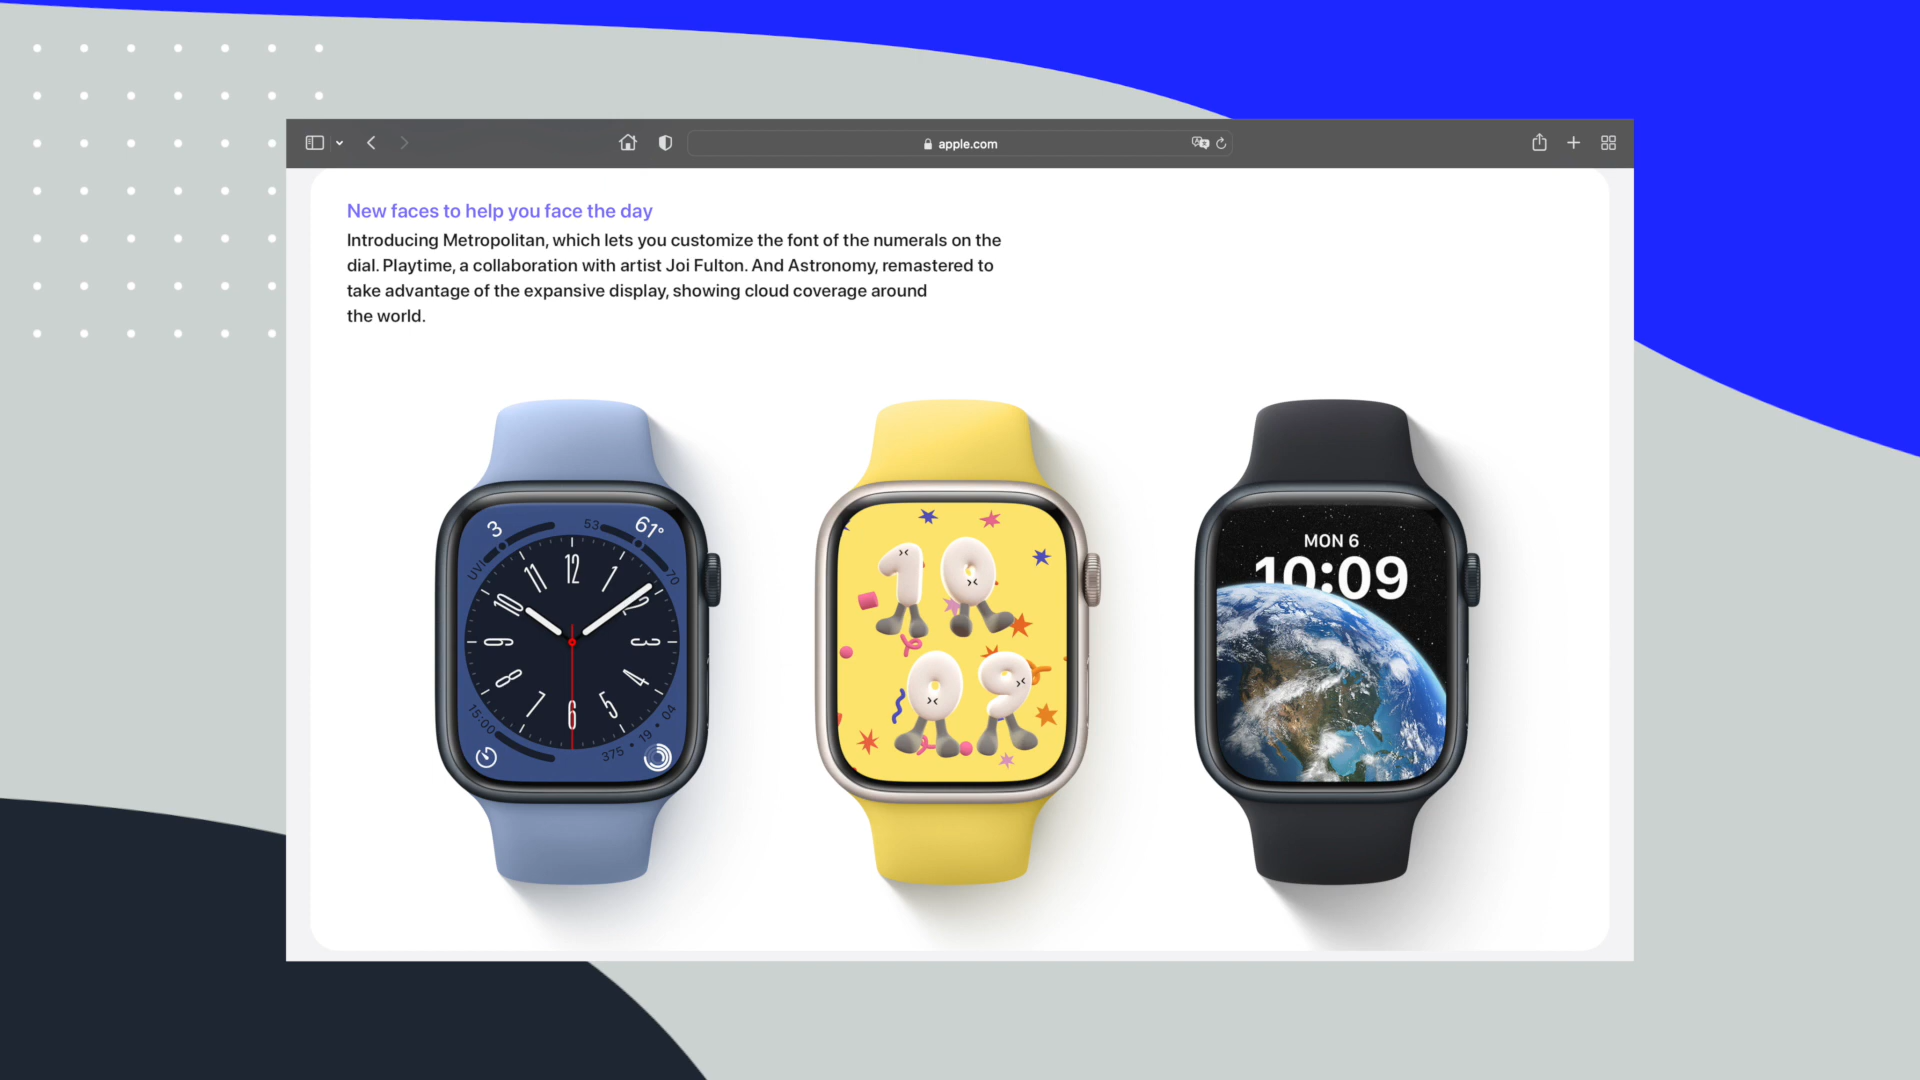 apple.com
New faces to help you face the day
Introducing Metropolitan, which lets you customize the font of the numerals on the
dial. Playtime, a collaboration with artist Joi Fulton. And Astronomy, remastered to
take advantage of the expansive display, showing cloud coverage around
the world.
3
53
61°
UVI
70
12
1
2
3
4
5
6
7
8
9
10
11
15:00
375 • 19 • 04
10
09
MON 6
10:09